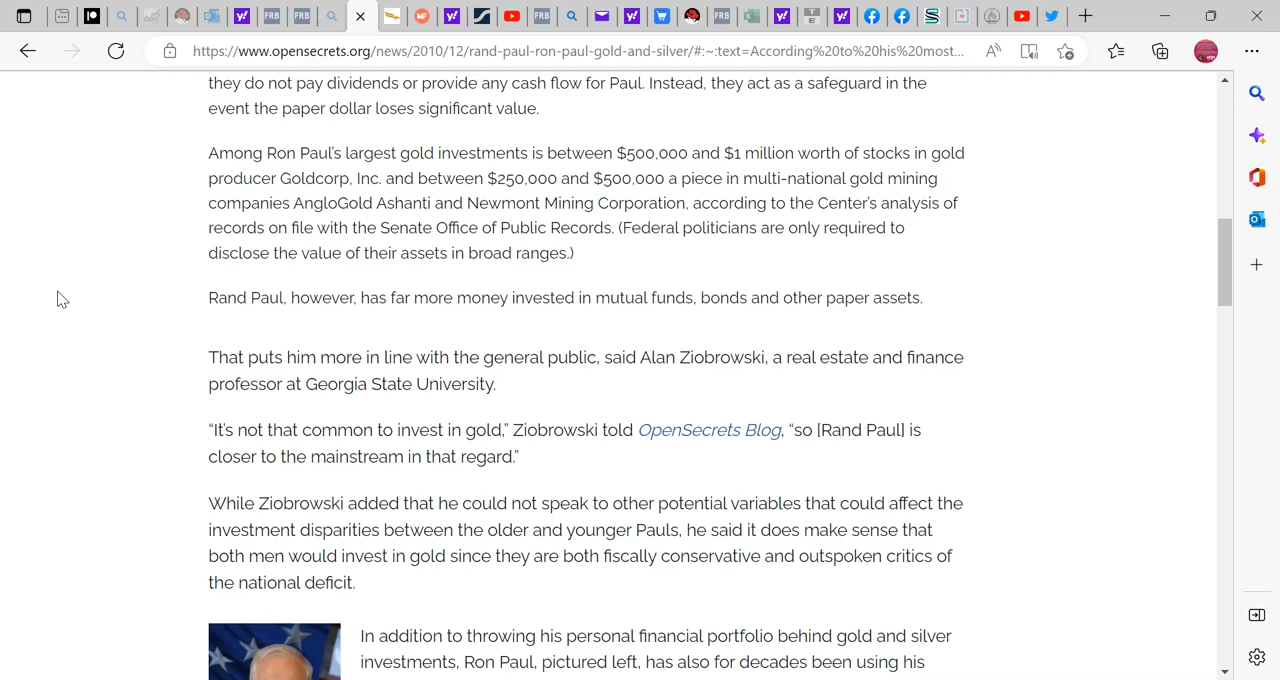 FRB
FRB
MF
FRB
FRB
TE
https://www.opensecrets.org/news/2010/12/rand-paul-ron-paul-gold-and-silver/#:~:text=According%20to%20his%20most...
they do not pay dividends or provide any cash flow for Paul. Instead, they act as a safeguard in the
event the paper dollar loses significant value.
Among Ron Paul's largest gold investments is between $500,000 and $1 million worth of stocks in gold
producer Goldcorp, Inc. and between $250,000 and $500,000 a piece in multi-national gold mining
companies AngloGold Ashanti and Newmont Mining Corporation, according to the Center's analysis of
records on file with the Senate Office of Public Records. (Federal politicians are only required to
disclose the value of their assets in broad ranges.)
Rand Paul, however, has far more money invested in mutual funds, bonds and other paper assets.
That puts him more in line with the general public, said Alan Ziobrowski, a real estate and finance
professor at Georgia State University.
“It's not that common to invest in gold,” Ziobrowski told OpenSecrets Blog, “so [Rand Paul] is
closer to the mainstream in that regard.”
While Ziobrowski added that he could not speak to other potential variables that could affect the
investment disparities between the older and younger Pauls, he said it does make sense that
both men would invest in gold since they are both fiscally conservative and outspoken critics of
the national deficit.
In addition to throwing his personal financial portfolio behind gold and silver
investments, Ron Paul, pictured left, has also for decades been using his